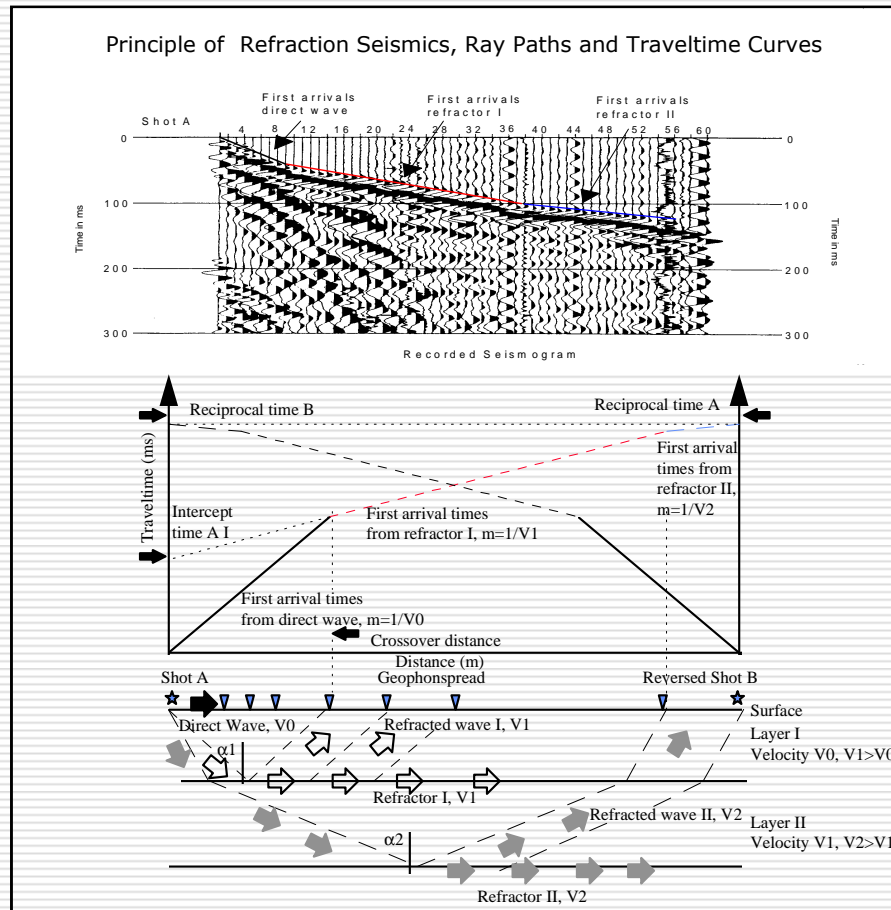 Principle of Refraction Seismics, Ray Paths and Traveltime Curves
First arrivals
direct wave
First arrivals
refractor I
First arrivals
refractor II
Shot A
2 4 8 12 16 20 24 28 32 36 40 44 48 52 56 60
0
100
200
300
Time in ms
0
100
200
300
Time in ms
Recorded Seismogram
Reciprocal time B
Reciprocal time A
Traveltime (ms)
First arrival
times from
refractor II,
m=1/V2
Intercept
time A I
First arrival times
from refractor I, m=1/V1
First arrival times
from direct wave, m=1/V0
Crossover distance
Distance (m)
Shot A
Geophonspread
Reversed Shot B
Surface
Direct Wave, V0
Refracted wave I, V1
Layer I
Velocity V0, V1>V0
α1
Refractor I, V1
Refracted wave II, V2
Layer II
Velocity V1, V2>V1
α2
Refractor II, V2